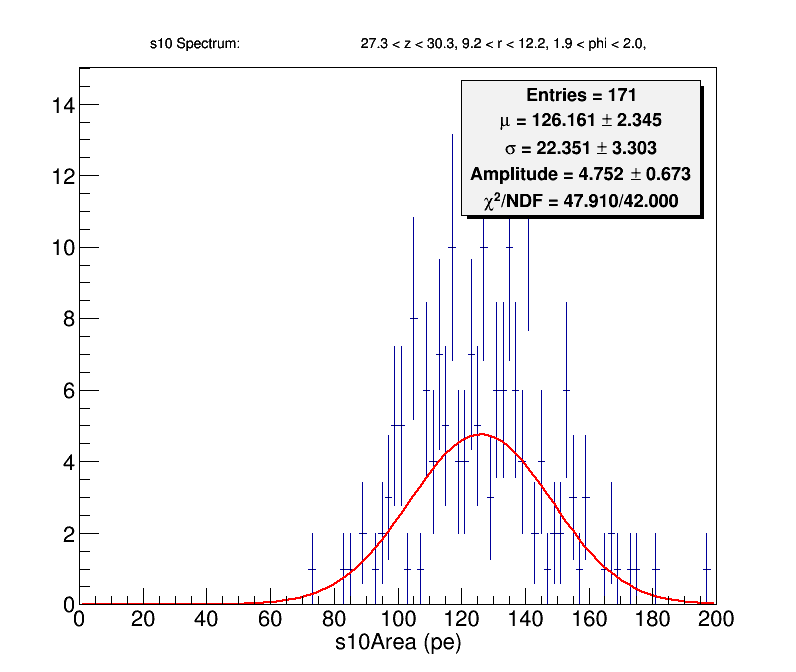 s10 Spectrum: 27.3 < z < 30.3, 9.2 < r < 12.2, 1.9 < phi < 2.0,
Entries = 171
μ = 126.161 ± 2.345
σ = 22.351 ± 3.303
Amplitude = 4.752 ± 0.673
χ²/NDF = 47.910/42.000
14
12
10
8
6
4
2
0
0 20 40 60 80 100 120 140 160 180 200
s10Area (pe)